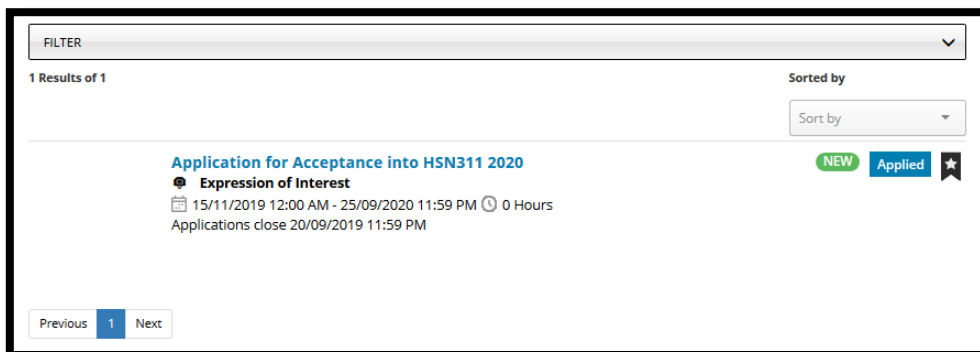 FILTER
1 Results of 1
Sorted by
Sort by
Application for Acceptance into HSN311 2020
NEW
Applied
Expression of Interest
15/11/2019 12:00 AM - 25/09/2020 11:59 PM 0 Hours
Applications close 20/09/2019 11:59 PM
Previous 1 Next